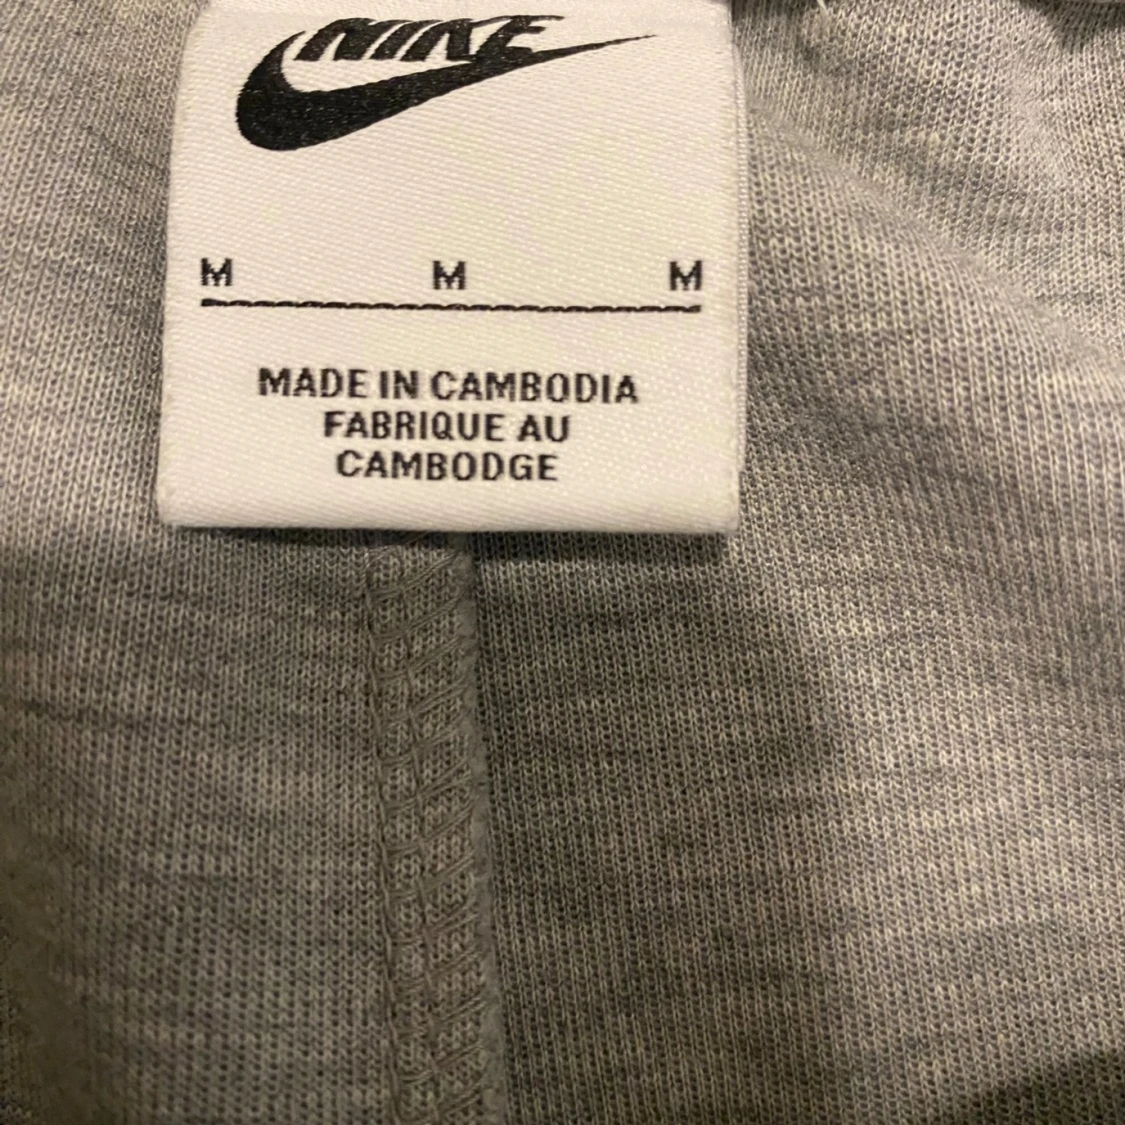 NIKE
M M M
MADE IN CAMBODIA
FABRIQUE AU
CAMBODGE